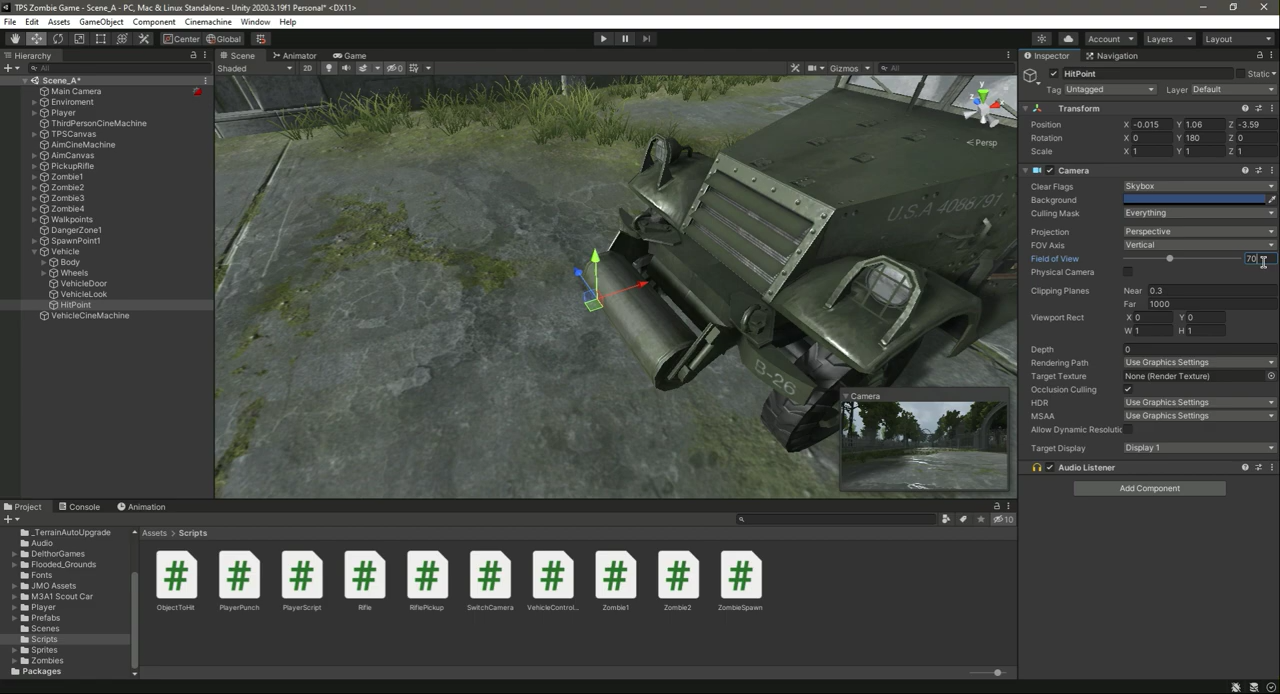 TPS Zombie Game - Scene_A - PC, Mac & Linux Standalone - Unity 2020.3.19f1 Personal* <DX11>
File Edit Assets GameObject Component Cinemachine Window Help
Center Global Account Layers Layout
Hierarchy
All
Scene_A*
Main Camera
Enviroment
Player
ThirdPersonCineMachine
TPSCanvas
AimCineMachine
AimCanvas
PickupRifle
Zombie1
Zombie2
Zombie3
Zombie4
Walkpoints
DangerZone1
SpawnPoint1
Vehicle
Body
Wheels
VehicleDoor
VehicleLook
HitPoint
VehicleCineMachine
Scene Animator Game
Shaded 2D 0 Gizmos All
y
x
z
Persp
U.S.A 4086/91
B-26
Camera
Inspector Navigation
HitPoint Static
Tag Untagged Layer Default
Transform
Position X -0.015 Y 1.06 Z -3.59
Rotation X 0 Y 180 Z 0
Scale X 1 Y 1 Z 1
Camera
Clear Flags Skybox
Background
Culling Mask Everything
Projection Perspective
FOV Axis Vertical
Field of View 70
Physical Camera
Clipping Planes Near 0.3
Far 1000
Viewport Rect X 0 Y 0
W 1 H 1
Depth 0
Rendering Path Use Graphics Settings
Target Texture None (Render Texture)
Occlusion Culling
HDR Use Graphics Settings
MSAA Use Graphics Settings
Allow Dynamic Resolutic
Target Display Display 1
Audio Listener
Add Component
Project Console Animation
10
_TerrainAutoUpgrade
Audio
DelthorGames
Flooded_Grounds
Fonts
JMO Assets
M3A1 Scout Car
Player
Prefabs
Scenes
Scripts
Sprites
Zombies
Packages
Assets > Scripts
# # # # # # # # # #
ObjectToHit PlayerPunch PlayerScript Rifle RiflePickup SwitchCamera VehicleControl... Zombie1 Zombie2 ZombieSpawn